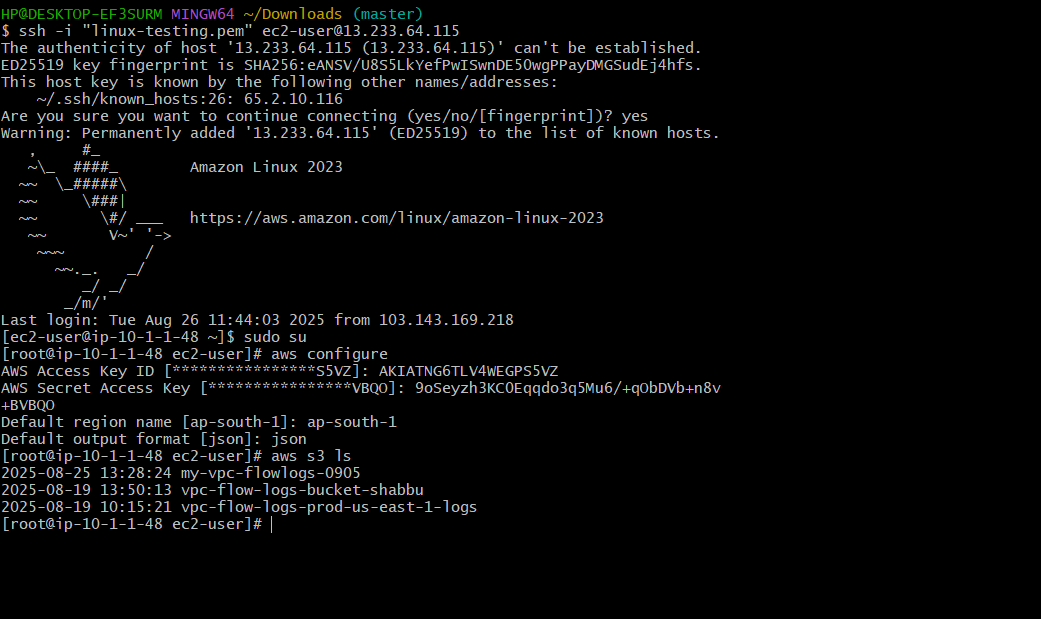 HP@DESKTOP-EF3SURM MINGW64 ~/Downloads (master)
$ ssh -i "linux-testing.pem" ec2-user@13.233.64.115
The authenticity of host '13.233.64.115 (13.233.64.115)' can't be established.
ED25519 key fingerprint is SHA256:eANSV/U8S5LkYefPwISwnDE5OwgPPayDMGSudEj4hfs.
This host key is known by the following other names/addresses:
    ~/.ssh/known_hosts:26: 65.2.10.116
Are you sure you want to continue connecting (yes/no/[fingerprint])? yes
Warning: Permanently added '13.233.64.115' (ED25519) to the list of known hosts.
   ,     #_
   ~\_  ####_        Amazon Linux 2023
  ~~  \_#####\
  ~~     \###|
  ~~       \#/ ___   https://aws.amazon.com/linux/amazon-linux-2023
   ~~       V~' '->
    ~~~         /
      ~~._.   _/
         _/ _/
       _/m/'
Last login: Tue Aug 26 11:44:03 2025 from 103.143.169.218
[ec2-user@ip-10-1-1-48 ~]$ sudo su
[root@ip-10-1-1-48 ec2-user]# aws configure
AWS Access Key ID [****************S5VZ]: AKIATNG6TLV4WEGPS5VZ
AWS Secret Access Key [****************VBQO]: 9oSeyzh3KC0Eqqdo3q5Mu6/+qObDVb+n8v
+BVBQO
Default region name [ap-south-1]: ap-south-1
Default output format [json]: json
[root@ip-10-1-1-48 ec2-user]# aws s3 ls
2025-08-25 13:28:24 my-vpc-flowlogs-0905
2025-08-19 13:50:13 vpc-flow-logs-bucket-shabbu
2025-08-19 10:15:21 vpc-flow-logs-prod-us-east-1-logs
[root@ip-10-1-1-48 ec2-user]#